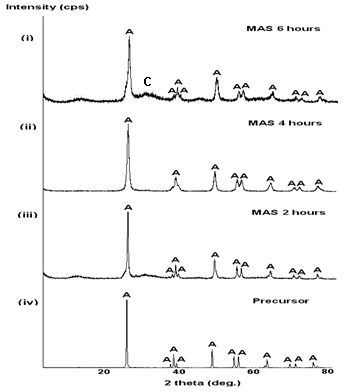 Intensity (cps)
(i)
MAS 6 hours
A
C
A A A
A
A A
A
A A A
(ii)
MAS 4 hours
A
A
A
A A
A
A A A
(iii)
MAS 2 hours
A
A A A
A
A A
A
A A A
(iv)
Precursor
A
A A A
A
A A
A
A A A
20 40 60 80
2 theta (deg.)